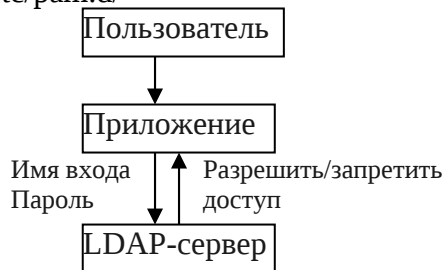 Пользователь
Приложение
Имя входа
Пароль
Разрешить/запретить
доступ
LDAP-сервер